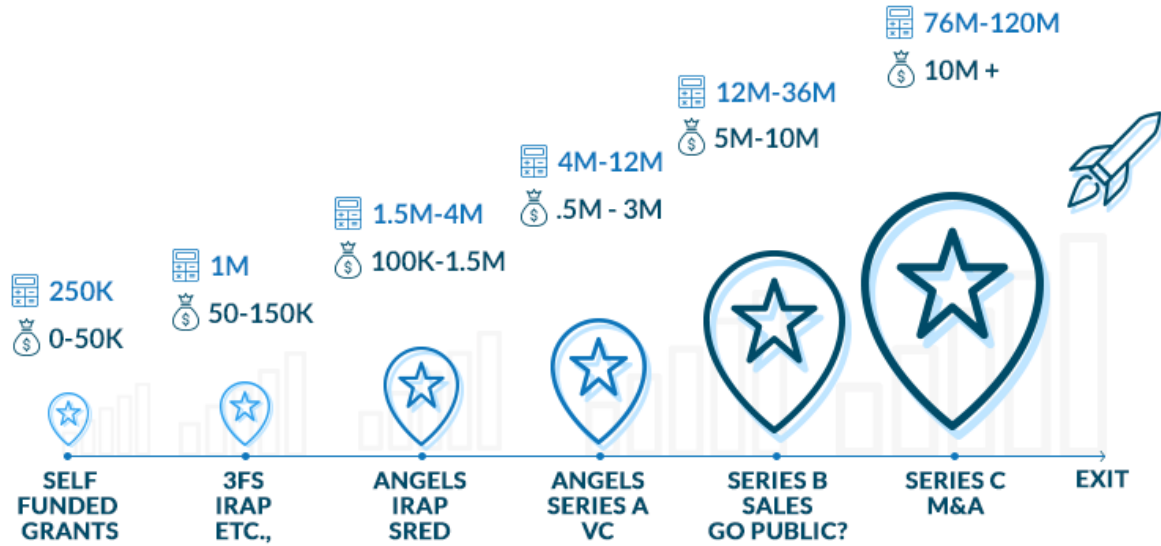 250K
0-50K
SELF
FUNDED
GRANTS
1M
50-150K
3FS
IRAP
ETC.,
1.5M-4M
100K-1.5M
ANGELS
IRAP
SRED
4M-12M
.5M - 3M
ANGELS
SERIES A
VC
12M-36M
5M-10M
SERIES B
SALES
GO PUBLIC?
76M-120M
10M +
SERIES C
M&A
EXIT